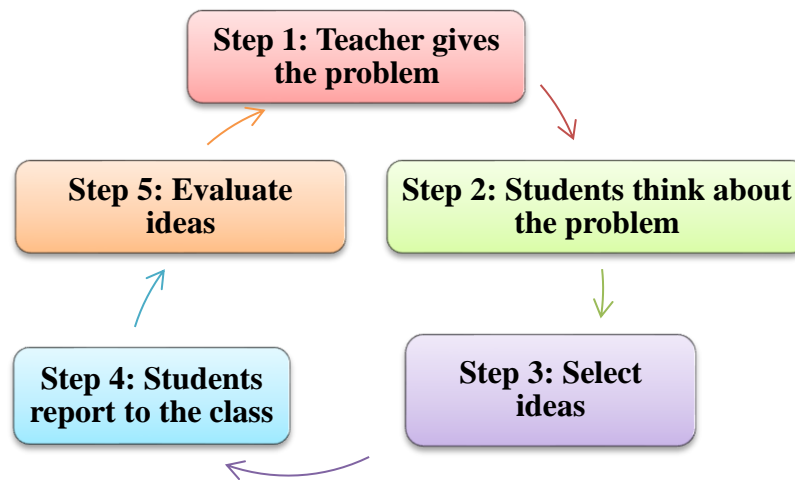 Step 1: Teacher gives
the problem
Step 2: Students think about
the problem
Step 3: Select
ideas
Step 4: Students
report to the class
Step 5: Evaluate
ideas